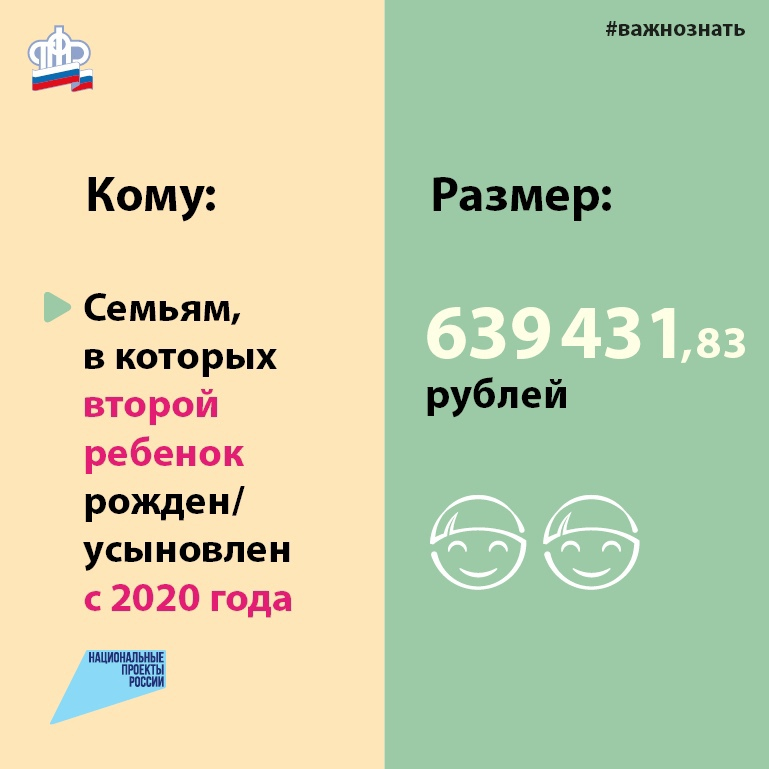 #важнознать
Кому:
Семьям,
в которых
второй
ребенок
рожден/
усыновлен
с 2020 года
НАЦИОНАЛЬНЫЕ
ПРОЕКТЫ
РОССИИ
Размер:
639 431,83
рублей